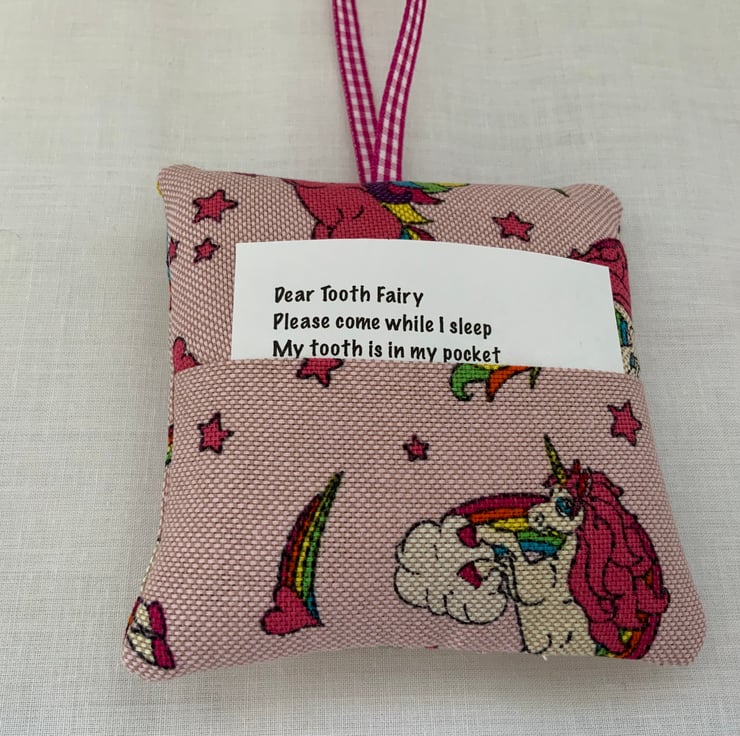 Dear Tooth Fairy
Please come while I sleep
My tooth is in my pocket